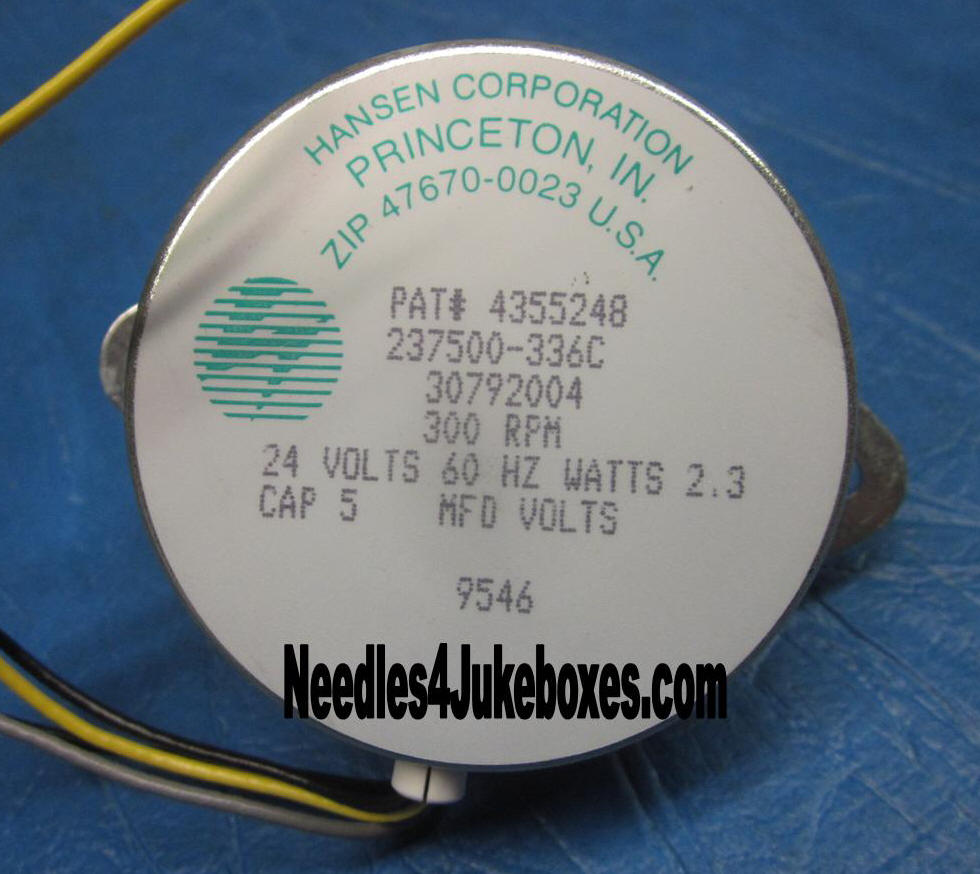 HANSEN CORPORATION
PRINCETON, IN.
ZIP 47670-0023 U.S.A.
PAT# 4355248
237500-336C
30792004
300 RPM
24 VOLTS 60 HZ WATTS 2.3
CAP 5 MFD VOLTS
9546
Needles4Jukeboxes.com